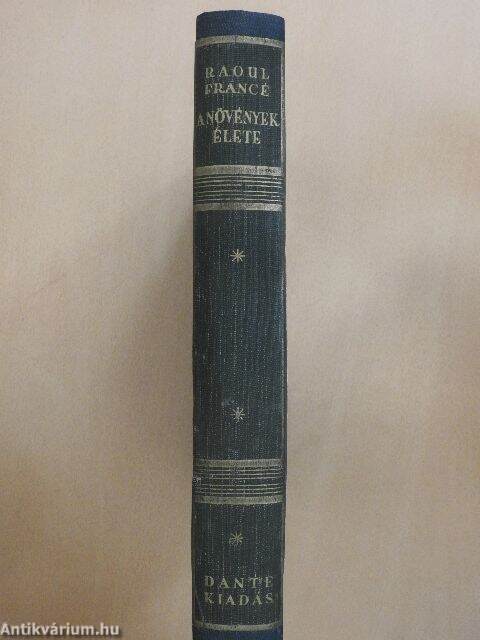 RAOUL
FRANCÉ
A NÖVÉNYEK
ÉLETE
DANTE
KIADÁS
Antikvárium.hu